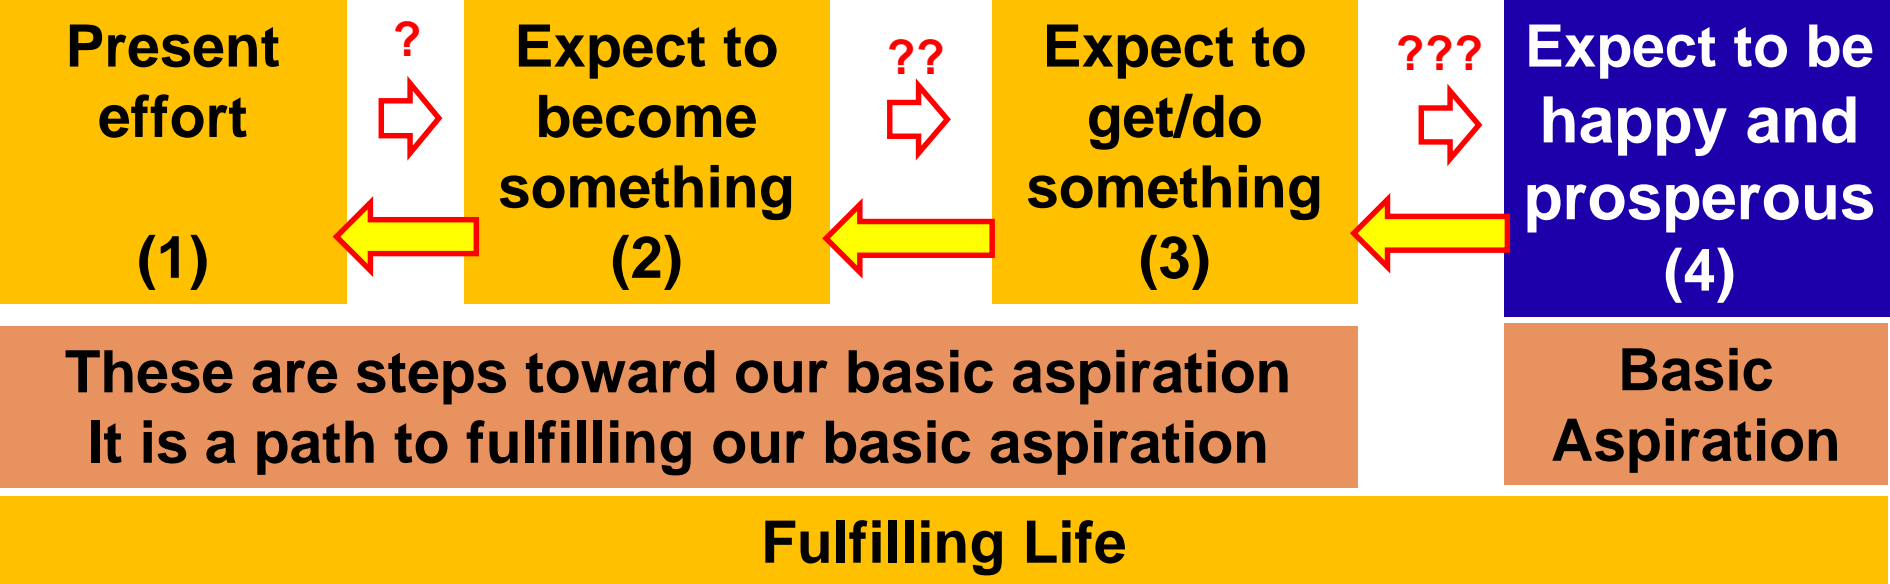 Present
effort
(1)
?
Expect to
become
something
(2)
??
Expect to
get/do
something
(3)
???
Expect to be
happy and
prosperous
(4)
These are steps toward our basic aspiration
It is a path to fulfilling our basic aspiration
Basic
Aspiration
Fulfilling Life